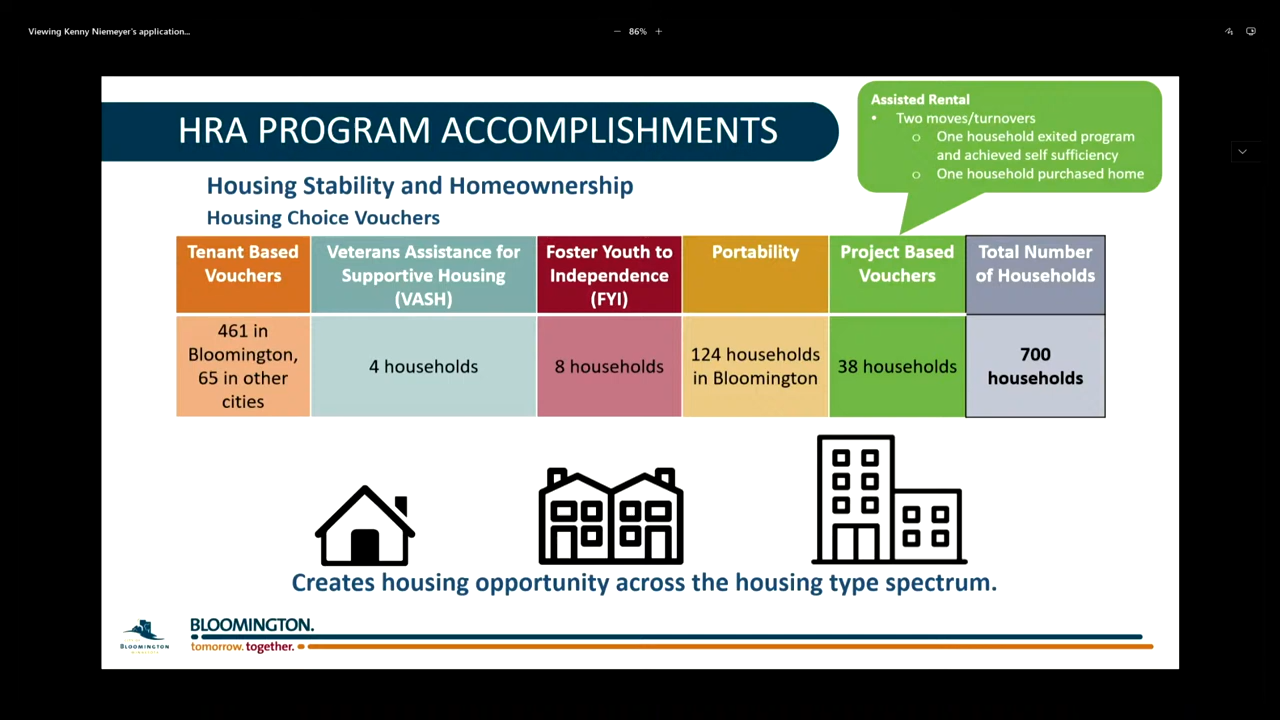 Viewing Kenny Niemeyer's application...
86%
HRA PROGRAM ACCOMPLISHMENTS
Assisted Rental
• Two moves/turnovers
o One household exited program
and achieved self sufficiency
o One household purchased home
Housing Stability and Homeownership
Housing Choice Vouchers
Tenant Based
Vouchers
Veterans Assistance for
Supportive Housing
(VASH)
Foster Youth to
Independence
(FYI)
Portability
Project Based
Vouchers
Total Number
of Households
461 in
Bloomington,
65 in other
cities
4 households
8 households
124 households
in Bloomington
38 households
700
households
Creates housing opportunity across the housing type spectrum.
BLOOMINGTON
MINNESOTA
BLOOMINGTON.
tomorrow. together.